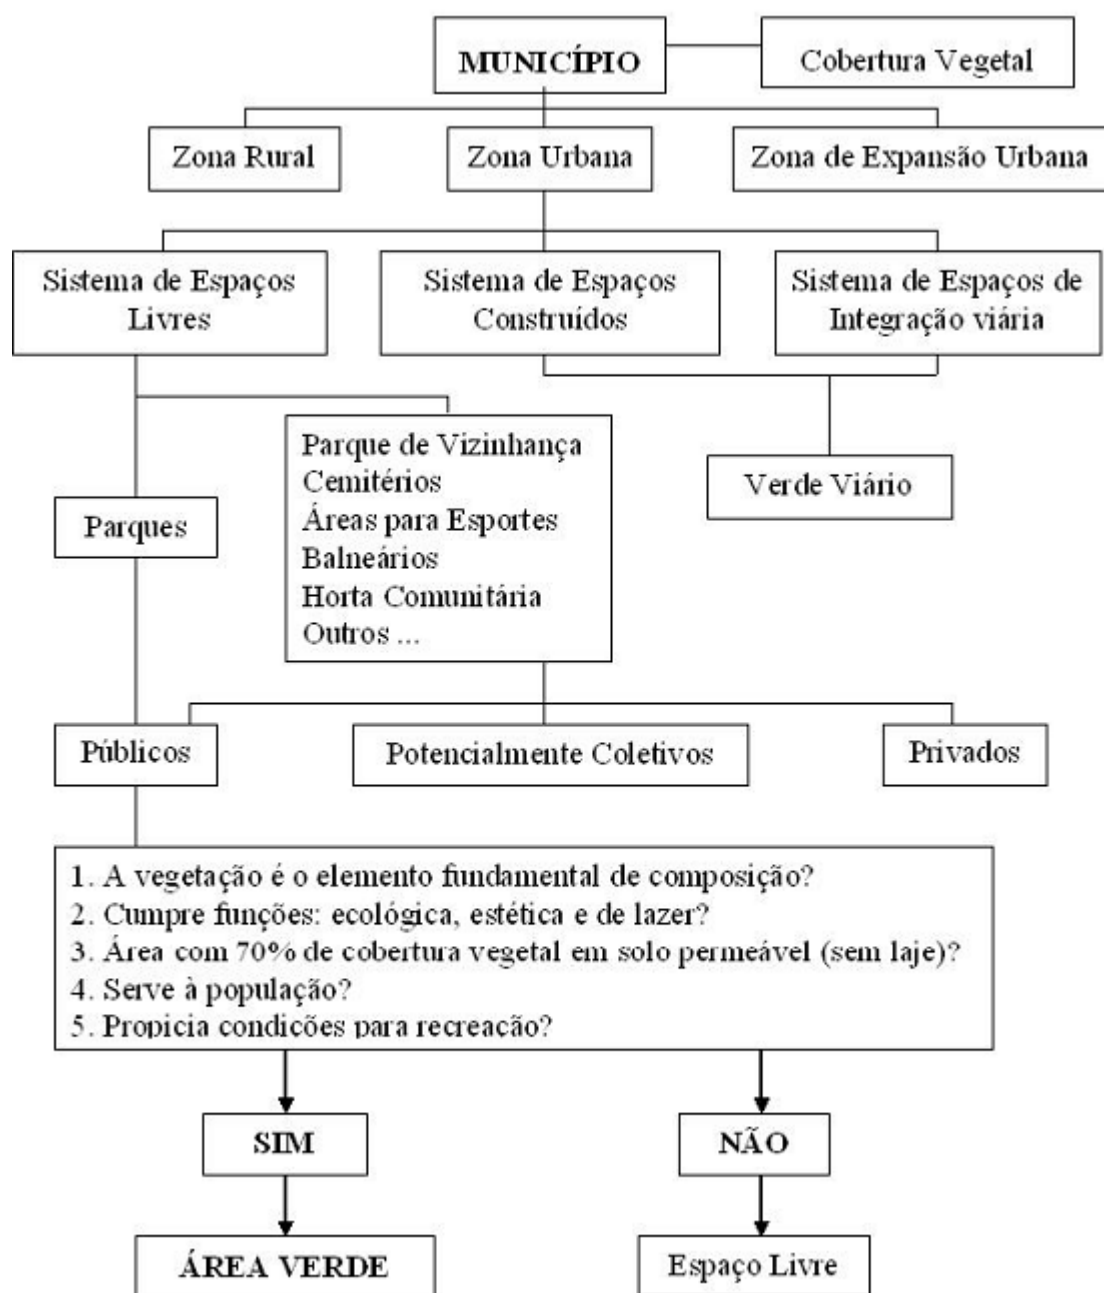 MUNICÍPIO
Cobertura Vegetal
Zona Rural
Zona Urbana
Zona de Expansão Urbana
Sistema de Espaços
Livres
Sistema de Espaços
Construídos
Sistema de Espaços de
Integração viária
Parque de Vizinhança
Cemitérios
Áreas para Esportes
Balneários
Horta Comunitária
Outros ...
Verde Viário
Parques
Públicos
Potencialmente Coletivos
Privados
1. A vegetação é o elemento fundamental de composição?
2. Cumpre funções: ecológica, estética e de lazer?
3. Área com 70% de cobertura vegetal em solo permeável (sem laje)?
4. Serve à população?
5. Propicia condições para recreação?
SIM
NÃO
ÁREA VERDE
Espaço Livre